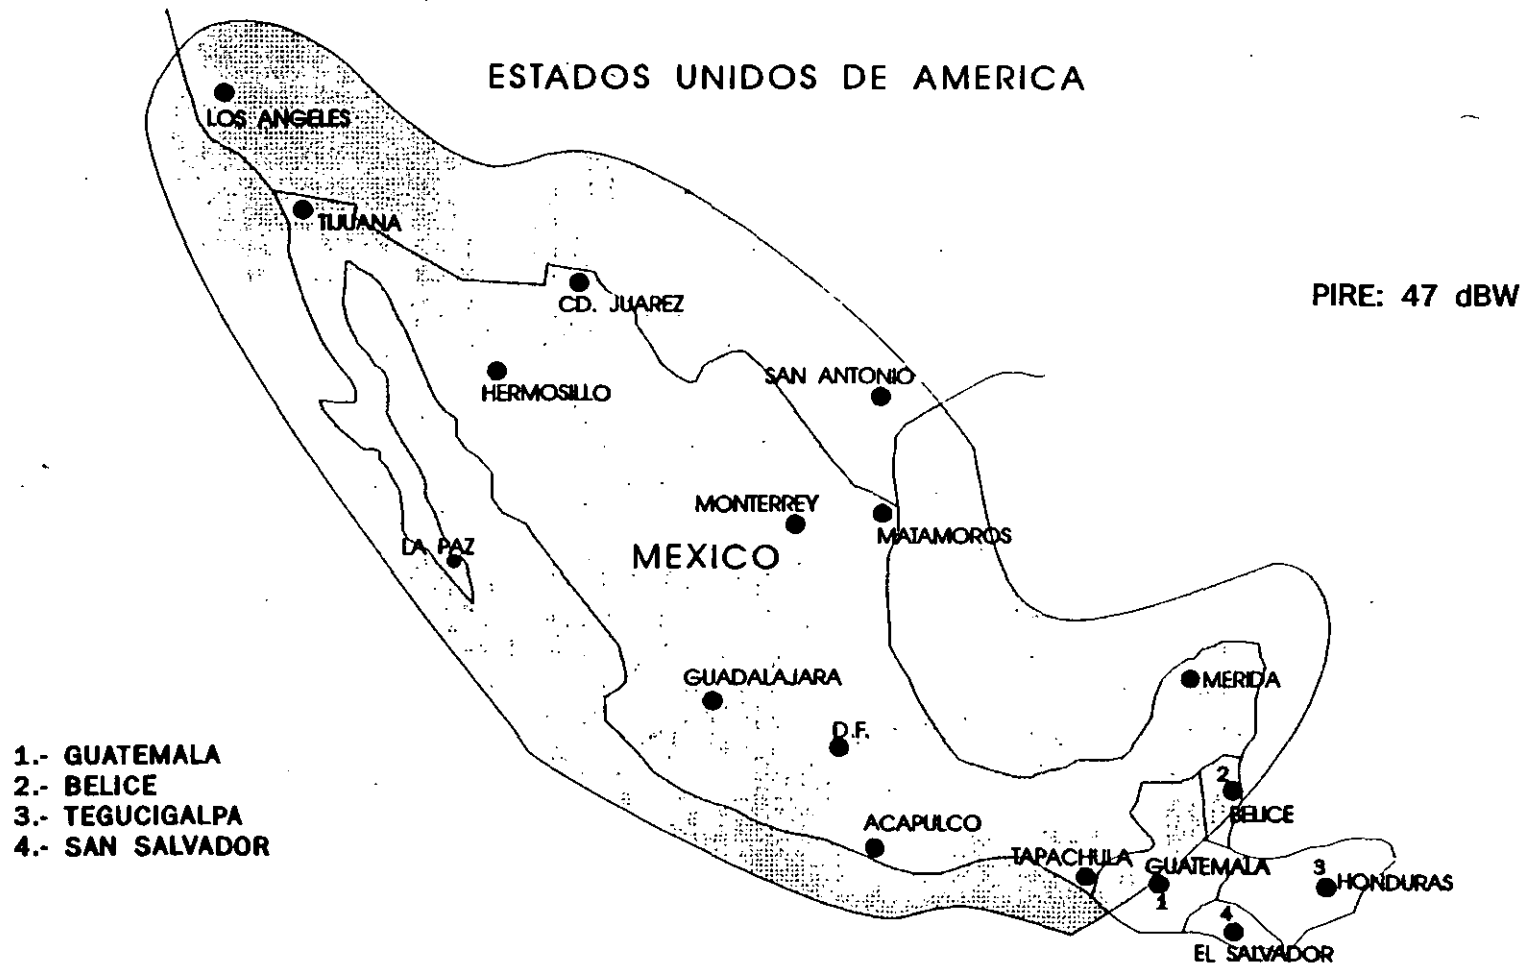 ESTADOS UNIDOS DE AMERICA
LOS ANGELES
TIJUANA
CD. JUAREZ
PIRE: 47 dBW
SAN ANTONIO
HERMOSILLO
MONTERREY
MATAMOROS
LA PAZ
MEXICO
GUADALAJARA
MERIDA
D.F.
1.- GUATEMALA
2.- BELICE
3.- TEGUCIGALPA
4.- SAN SALVADOR
2
BELICE
ACAPULCO
TAPACHULA
GUATEMALA
1
3
HONDURAS
4
EL SALVADOR